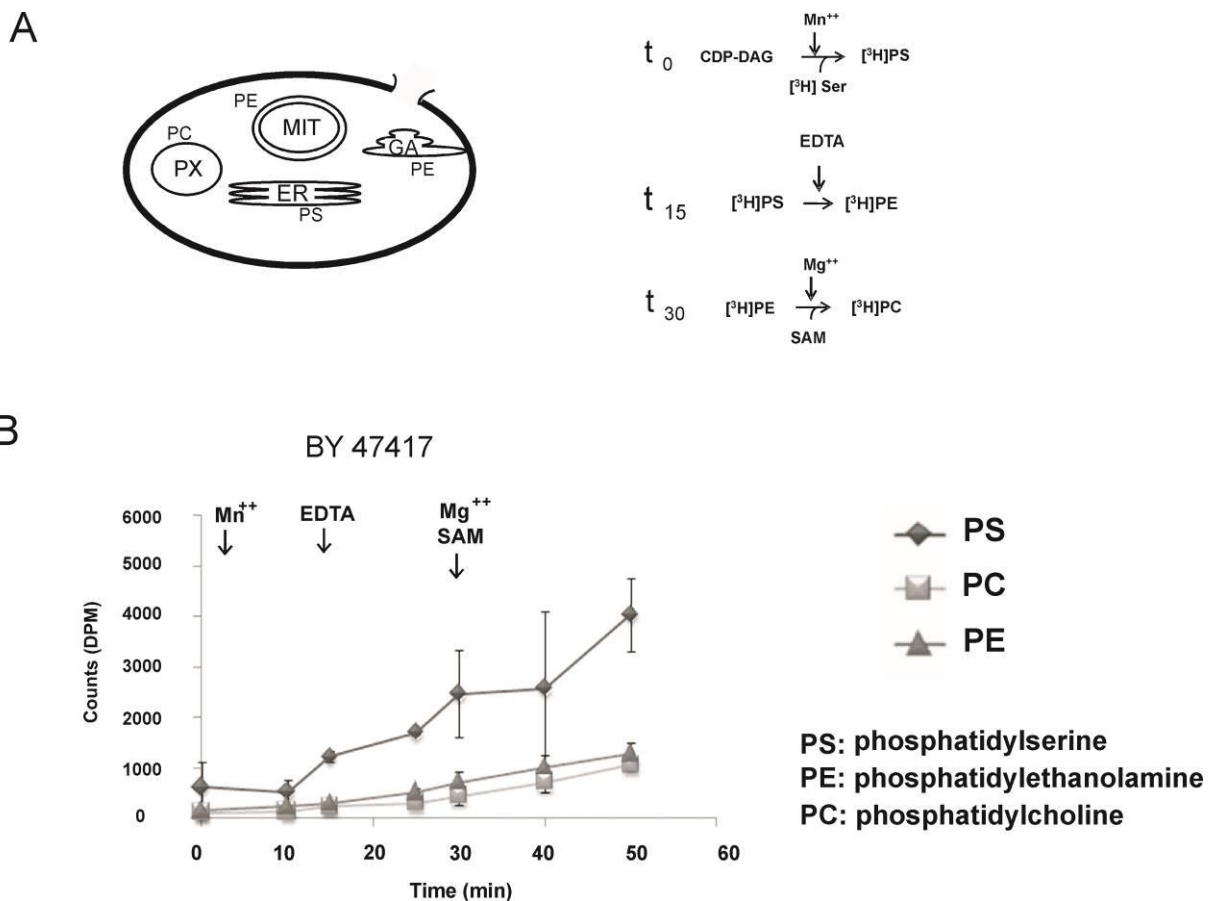 A
PE
MIT
PC
PX
GA
PE
ER
PS
Mn++
t 0 CDP-DAG [³H]PS
[³H] Ser
EDTA
t 15 [³H]PS [³H]PE
Mg++
t 30 [³H]PE [³H]PC
SAM
B
BY 47417
Mn++ EDTA Mg++
SAM
6000
5000
4000
3000
2000
1000
0
Counts (DPM)
0 10 20 30 40 50 60
Time (min)
PS
PC
PE
PS: phosphatidylserine
PE: phosphatidylethanolamine
PC: phosphatidylcholine